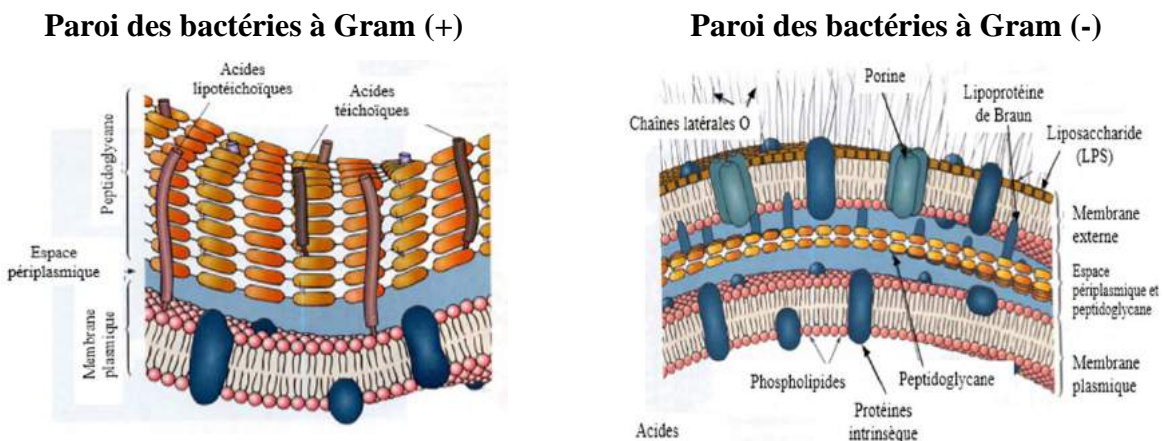 Paroi des bactéries à Gram (+)
Acides
lipotéichoïques
Acides
téichoïques
Peptidoglycane
Espace
périplasmique
Membrane
plasmique
Paroi des bactéries à Gram (-)
Porine
Lipoprotéine
de Braun
Chaînes latérales O
Liposaccharide
(LPS)
Membrane
externe
Espace
périplasmique et
peptidoglycane
Membrane
plasmique
Phospholipides
Peptidoglycane
Protéines
intrinsèque
Acides